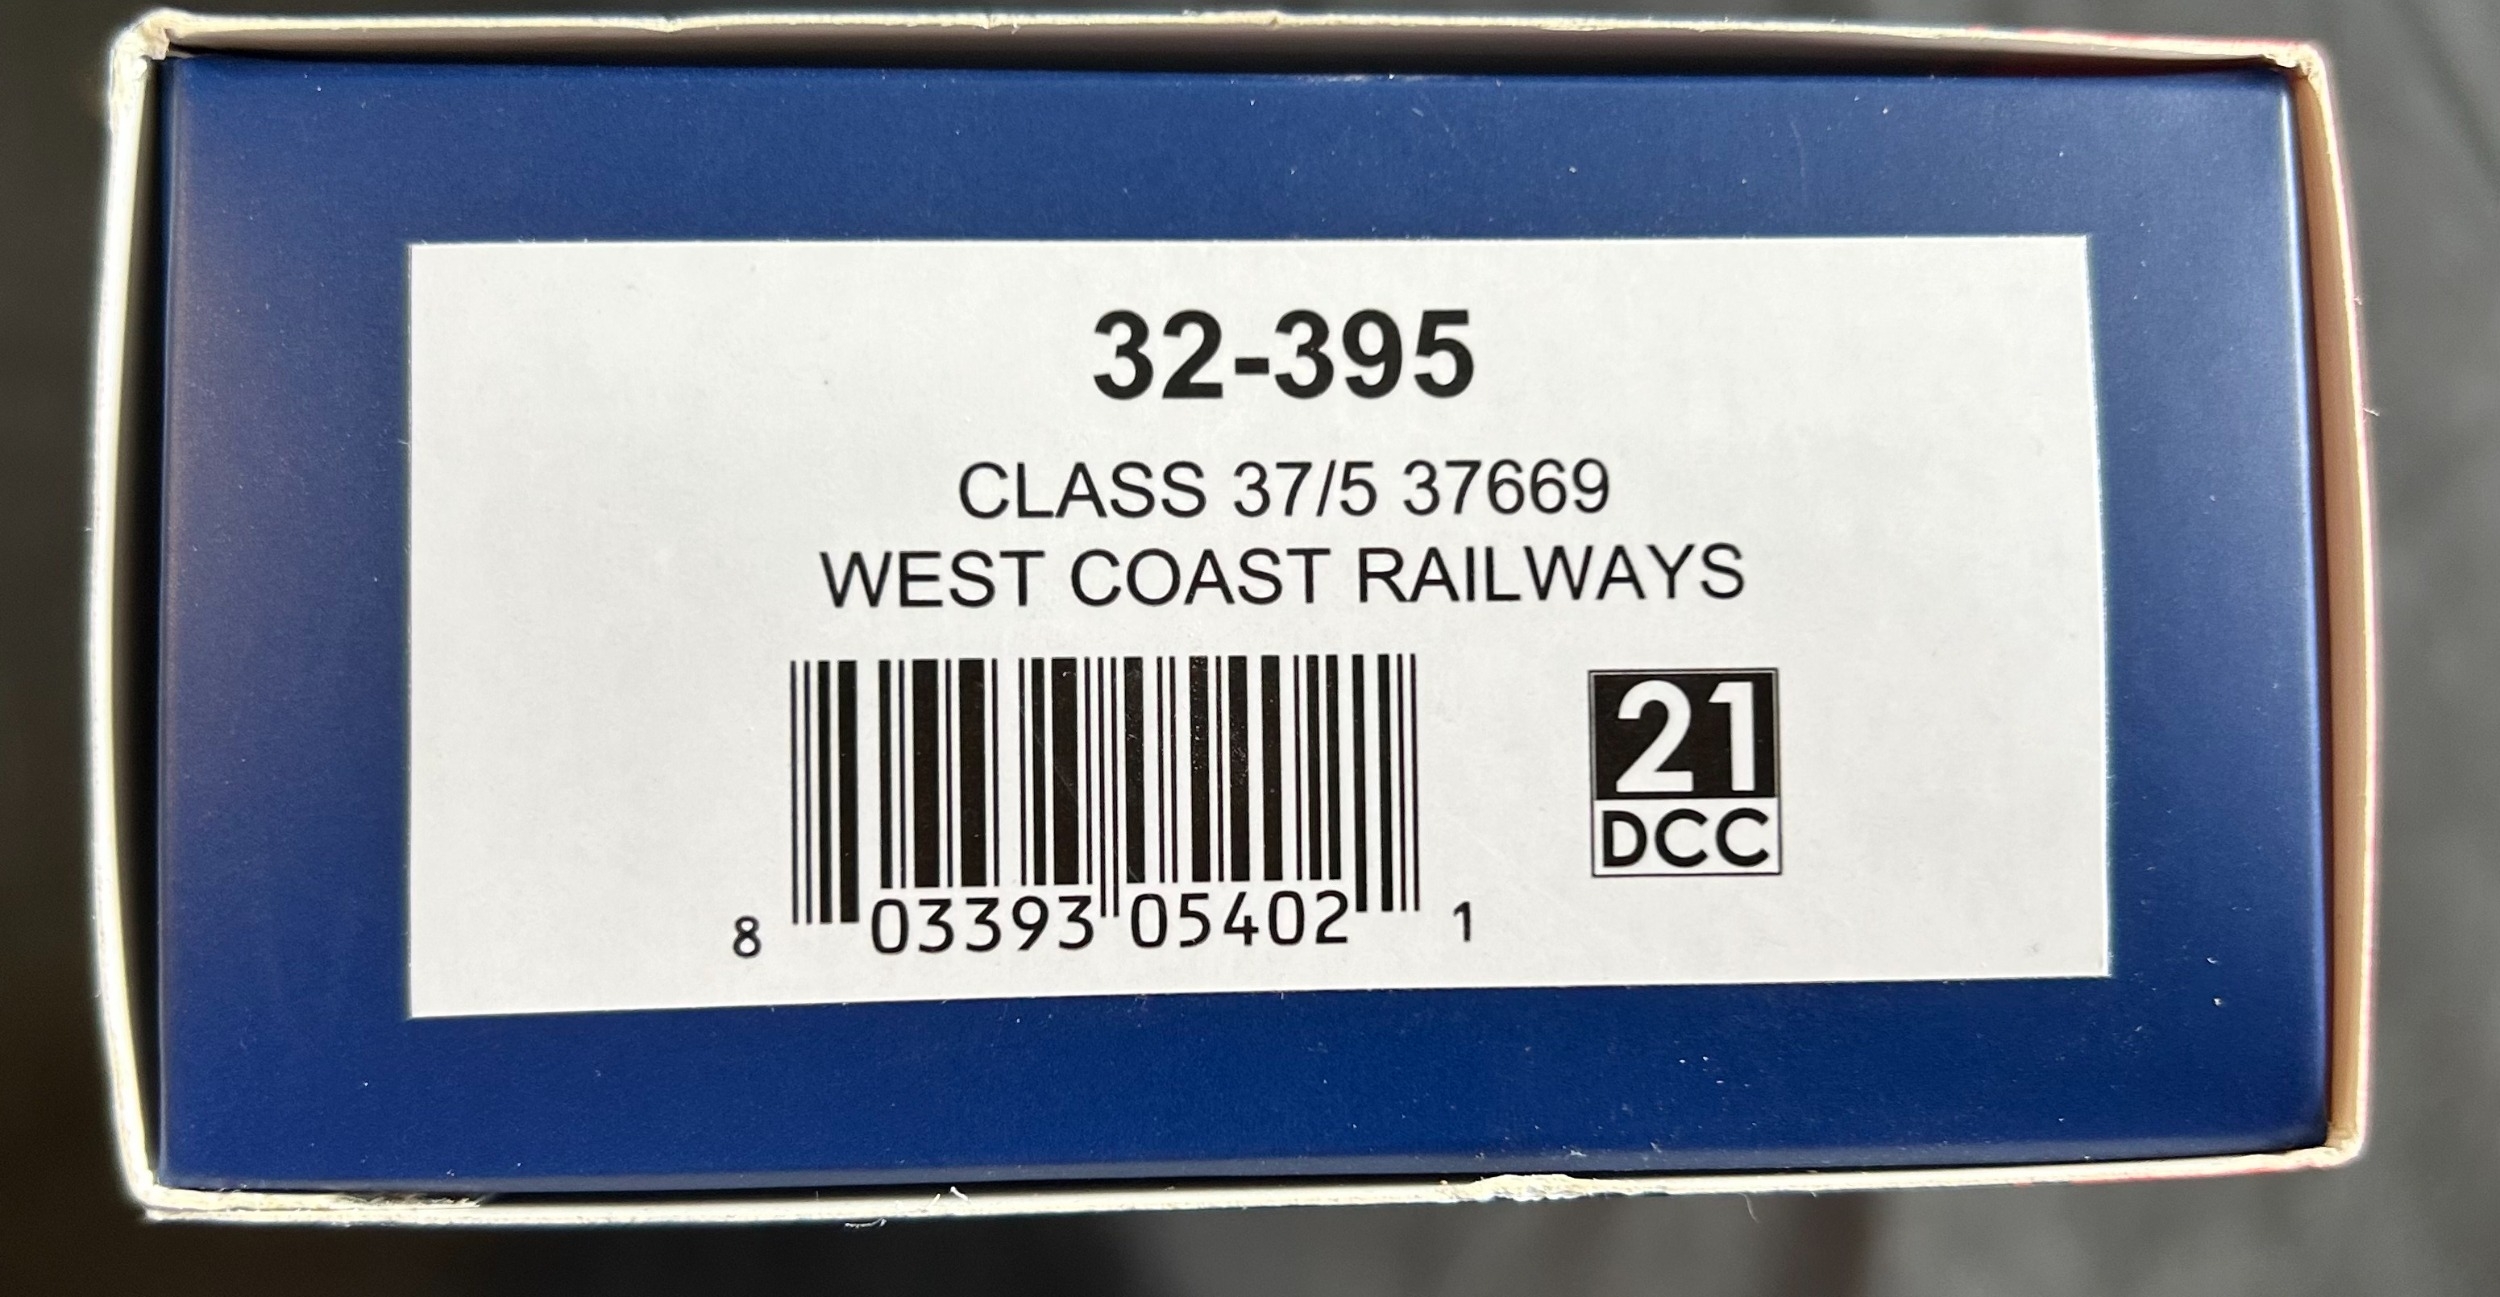 32-395
CLASS 37/5 37669
WEST COAST RAILWAYS
21
DCC
8 03393 05402 1